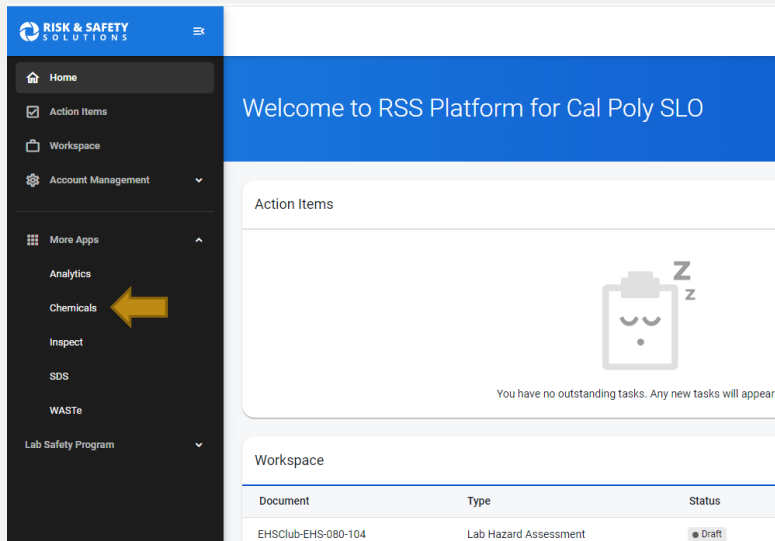 RISK & SAFETY
SOLUTIONS
Home
Action Items
Workspace
Account Management
More Apps
Analytics
Chemicals
Inspect
SDS
WASTe
Lab Safety Program
Welcome to RSS Platform for Cal Poly SLO
Action Items
Z
Z
You have no outstanding tasks. Any new tasks will appear
Workspace
Document Type Status
EHSClub-EHS-080-104 Lab Hazard Assessment Draft